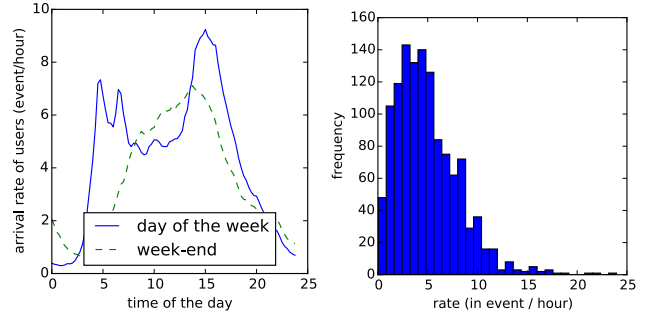 arrival rate of users (event/hour)
10
8
6
4
2
0
0 5 10 15 20 25
time of the day
day of the week
week-end
frequency
160
140
120
100
80
60
40
20
0
0 5 10 15 20 25
rate (in event / hour)